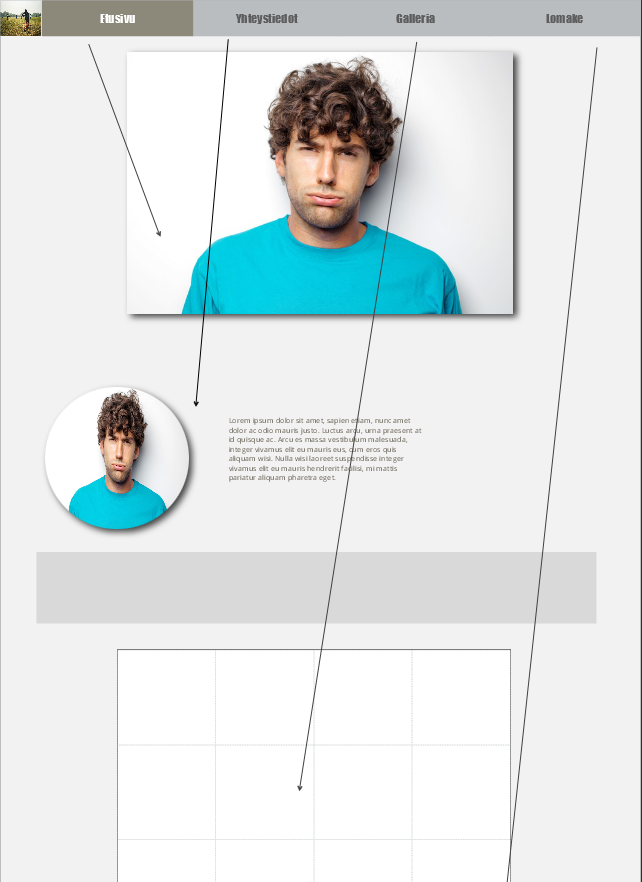 Etusivu Yhteystiedot Galleria Lomake
Lorem ipsum dolor sit amet, sapien etiam, nunc amet
dolor ac odio mauris justo. Luctus arcu, urna praesent at
id quisque ac. Arcu es massa vestibulum malesuada,
integer vivamus elit eu mauris eus, cum eros quis
aliquam wisi. Nulla wisi laoreet suspendisse integer
vivamus elit eu mauris hendrerit facilisi, mi mattis
pariatur aliquam pharetra eget.